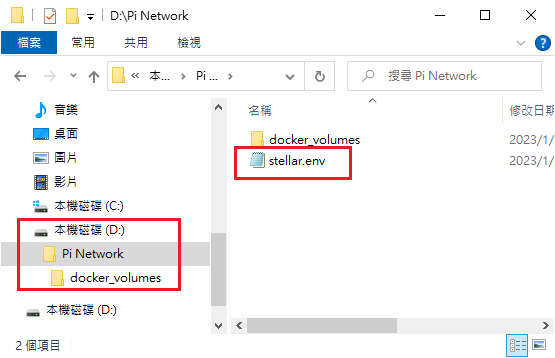 D:\Pi Network
檔案 常用 共用 檢視
« 本... Pi ... 搜尋 Pi Network
名稱 修改日期
音樂
桌面
圖片
影片
本機磁碟 (C:)
本機磁碟 (D:)
Pi Network
docker_volumes
本機磁碟 (D:)
docker_volumes 2023/1/
stellar.env 2023/1/
2 個項目